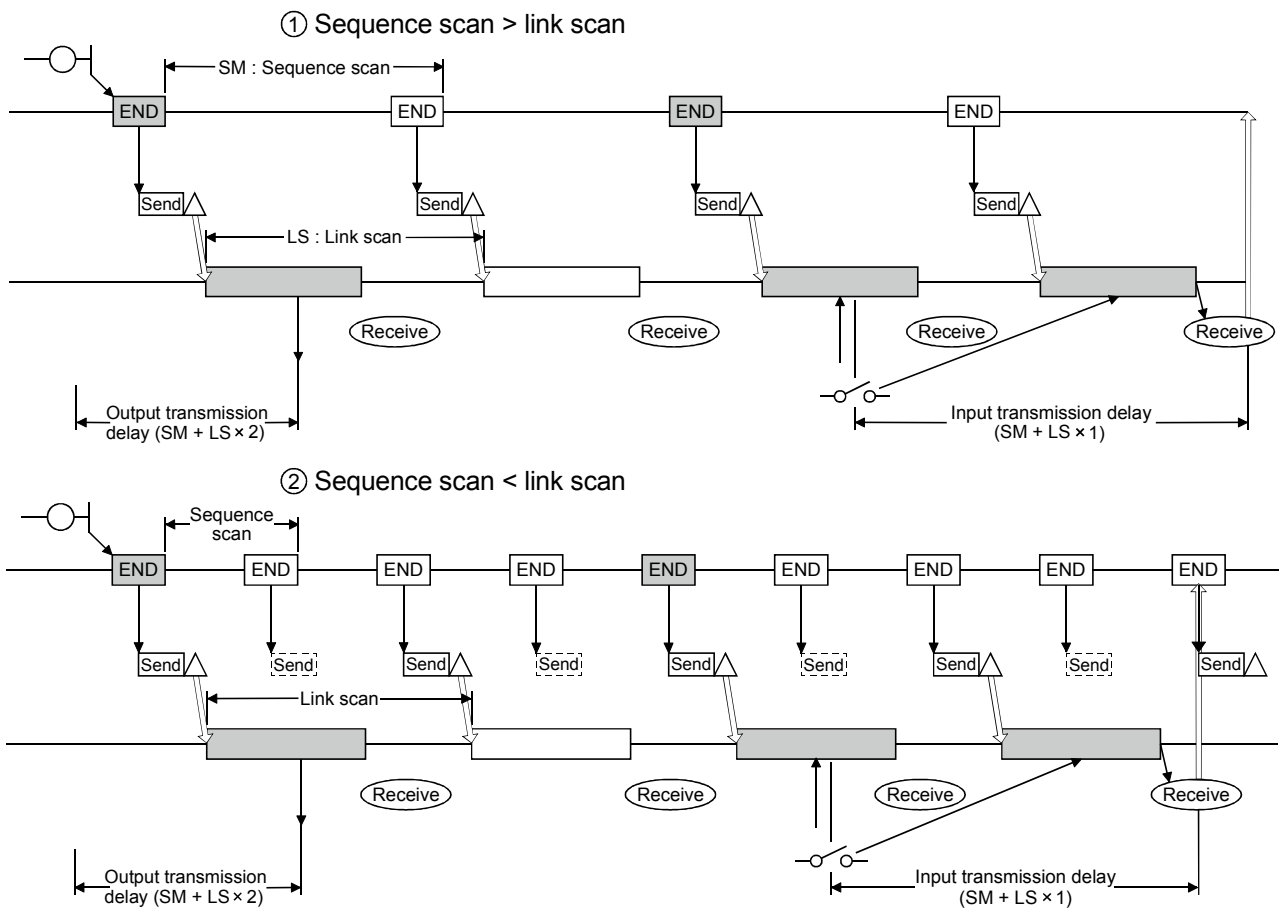 ① Sequence scan > link scan
SM : Sequence scan
END END END END
Send Send Send Send
LS : Link scan
Receive Receive Receive Receive
Output transmission
delay (SM + LS × 2)
Input transmission delay
(SM + LS × 1)
② Sequence scan < link scan
Sequence
scan
END END END END END END END END END
Send Send Send Send Send Send Send Send Send
Link scan
Receive Receive Receive Receive
Output transmission
delay (SM + LS × 2)
Input transmission delay
(SM + LS × 1)